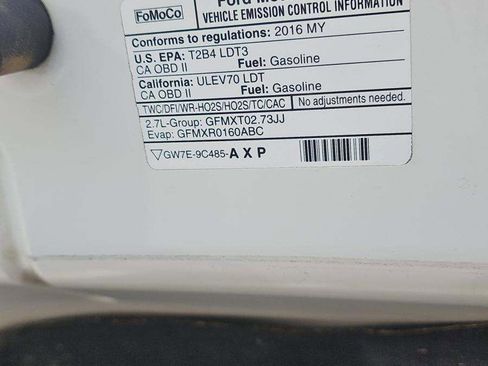 FoMoCo
Ford
VEHICLE EMISSION CONTROL INFORMATION
Conforms to regulations: 2016 MY
U.S. EPA: T2B4 LDT3
CA OBD II Fuel: Gasoline
California: ULEV70 LDT
CA OBD II Fuel: Gasoline
TWC/DFI/WR-HO2S/HO2S/TC/CAC No adjustments needed.
2.7L-Group: GFMXT02.73JJ
Evap: GFMXR0160ABC
GW7E-9C485-A X P